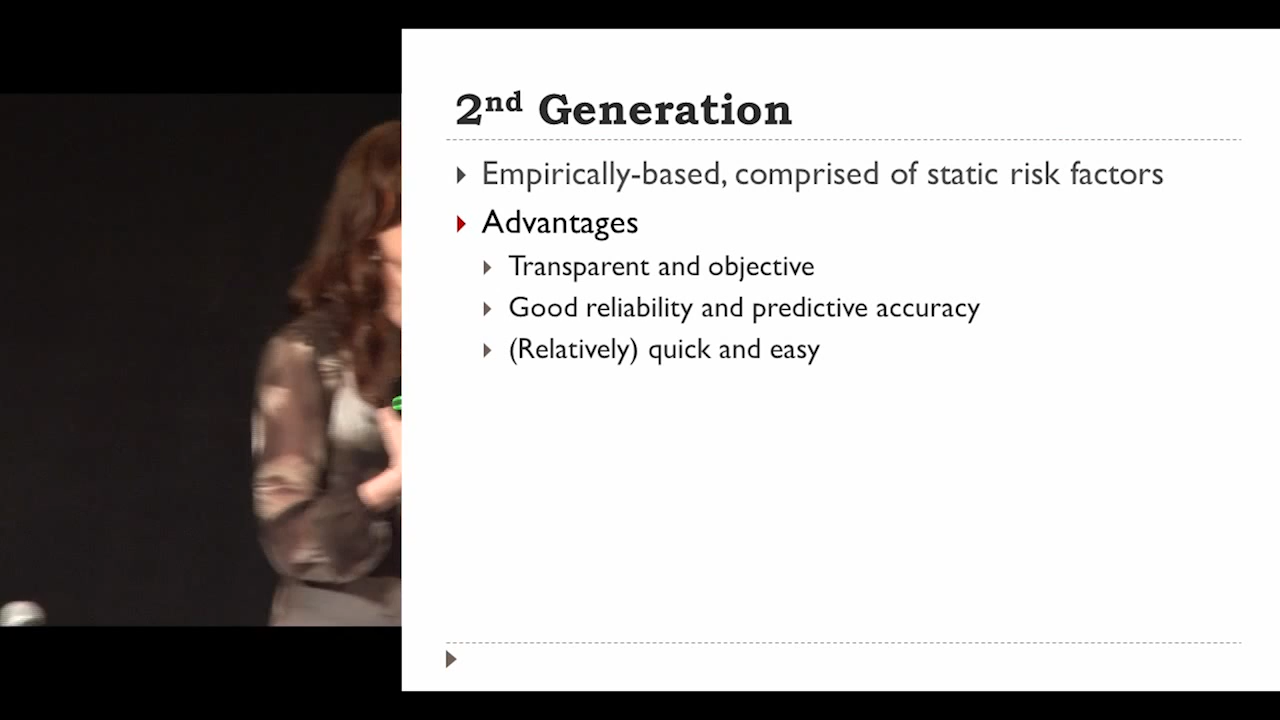 2nd Generation
Empirically-based, comprised of static risk factors
Advantages
Transparent and objective
Good reliability and predictive accuracy
(Relatively) quick and easy